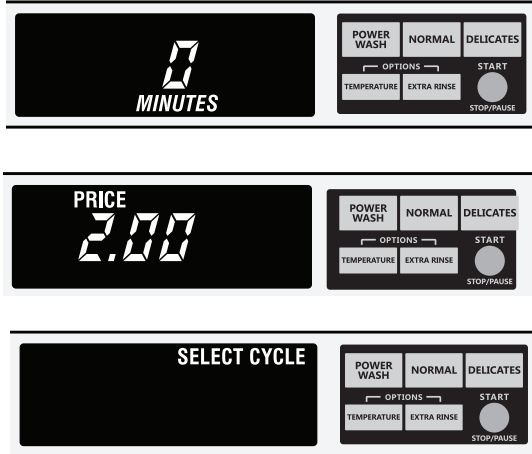 0
MINUTES
POWER WASH NORMAL DELICATES
OPTIONS START
TEMPERATURE EXTRA RINSE
STOP/PAUSE
PRICE
2.00
POWER WASH NORMAL DELICATES
OPTIONS START
TEMPERATURE EXTRA RINSE
STOP/PAUSE
SELECT CYCLE
POWER WASH NORMAL DELICATES
OPTIONS START
TEMPERATURE EXTRA RINSE
STOP/PAUSE